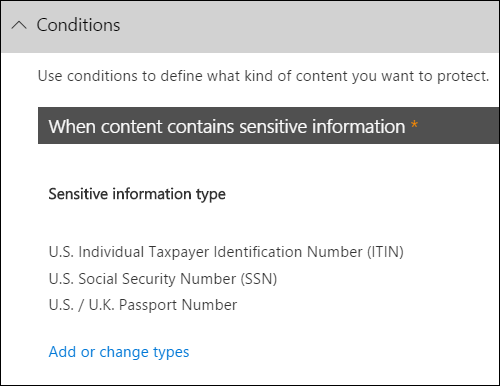 Conditions
Use conditions to define what kind of content you want to protect.
When content contains sensitive information *
Sensitive information type
U.S. Individual Taxpayer Identification Number (ITIN)
U.S. Social Security Number (SSN)
U.S. / U.K. Passport Number
Add or change types